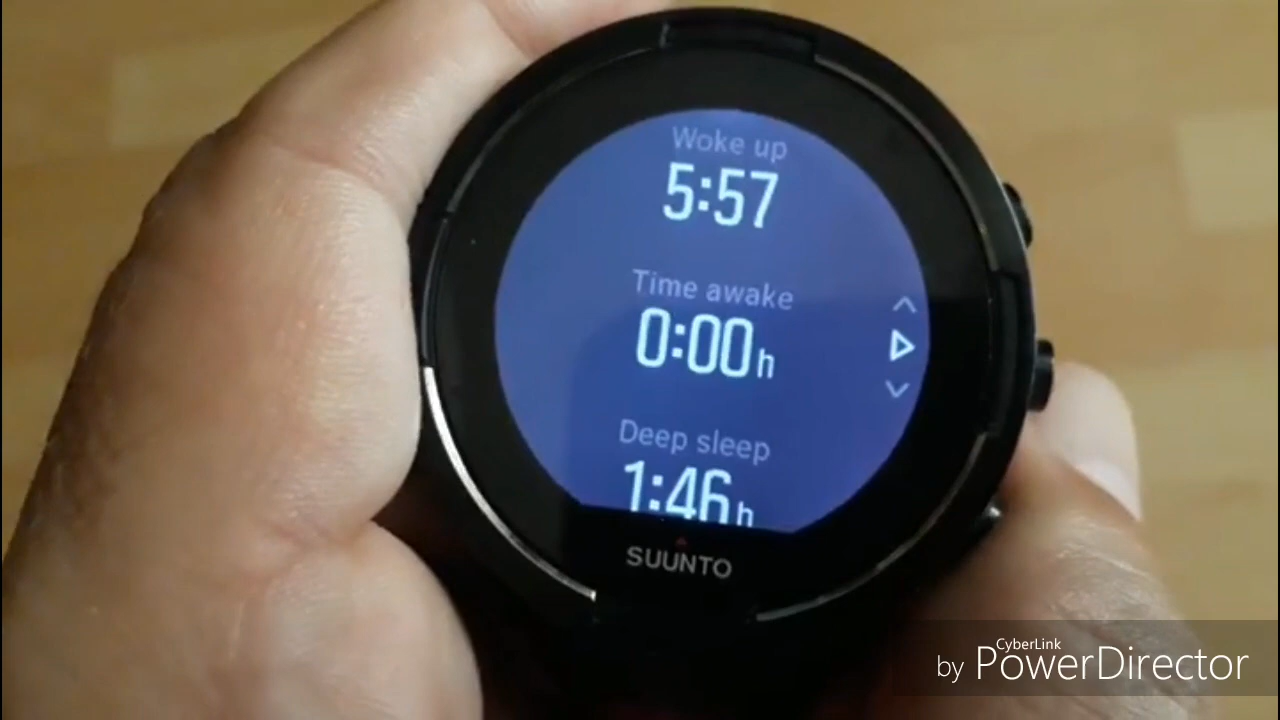 Woke up
5:57
Time awake
0:00h
Deep sleep
1:46h
SUUNTO
CyberLink
by PowerDirector